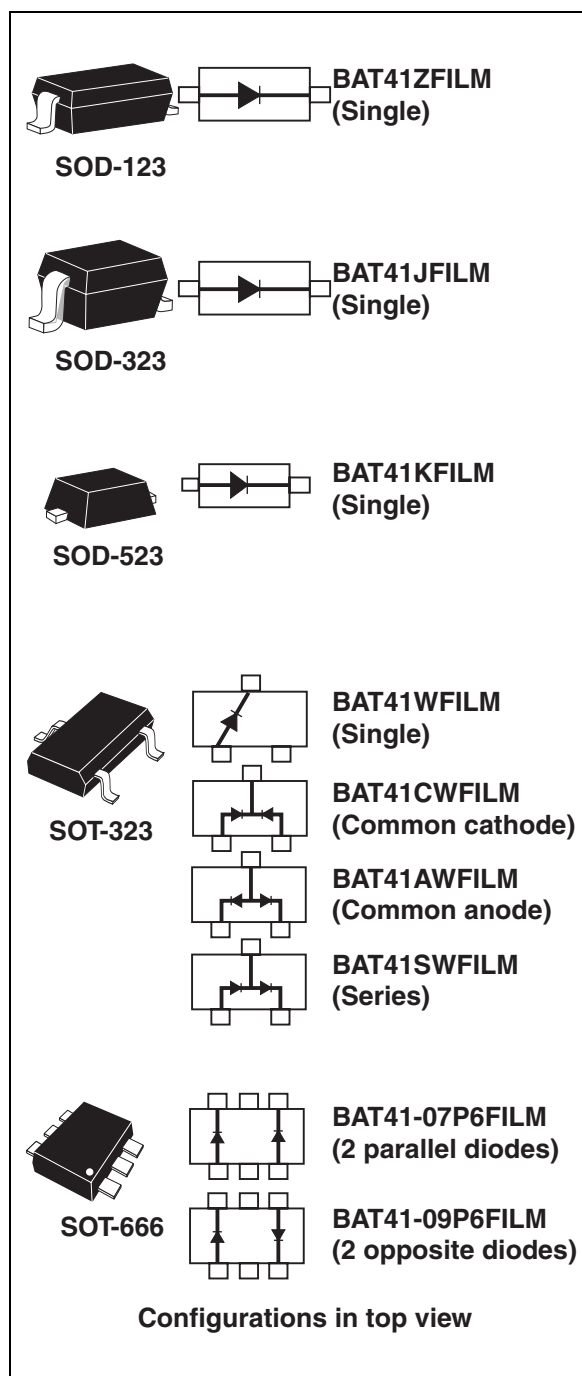 BAT41ZFILM
(Single)
SOD-123
BAT41JFILM
(Single)
SOD-323
BAT41KFILM
(Single)
SOD-523
BAT41WFILM
(Single)
BAT41CWFILM
(Common cathode)
SOT-323
BAT41AWFILM
(Common anode)
BAT41SWFILM
(Series)
BAT41-07P6FILM
(2 parallel diodes)
SOT-666
BAT41-09P6FILM
(2 opposite diodes)
Configurations in top view